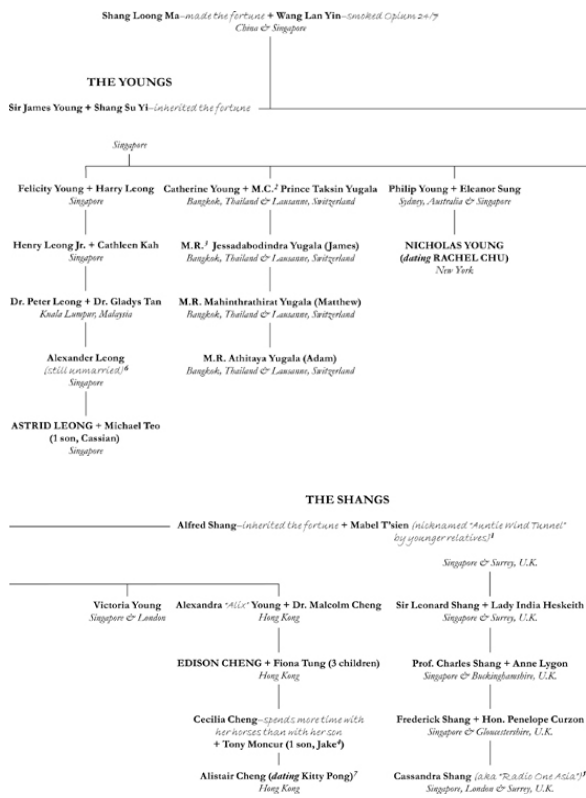 Shang Loong Ma—made the fortune + Wang Lan Yin—smoked Opium 24/7
China & Singapore
THE YOUNGS
Sir James Young + Shang Su Yi—inherited the fortune
Singapore
Felicity Young + Harry Leong
Singapore
Henry Leong Jr. + Cathleen Kah
Singapore
Dr. Peter Leong + Dr. Gladys Tan
Kuala Lumpur, Malaysia
Alexander Leong
(still unmarried)6
Singapore
ASTRID LEONG + Michael Teo
(1 son, Cassian)
Singapore
Catherine Young + M.C.2 Prince Taksin Yugala
Bangkok, Thailand & Lausanne, Switzerland
M.R.3 Jessadabodindra Yugala (James)
Bangkok, Thailand & Lausanne, Switzerland
M.R. Mahinthrathirat Yugala (Matthew)
Bangkok, Thailand & Lausanne, Switzerland
M.R. Athitaya Yugala (Adam)
Bangkok, Thailand & Lausanne, Switzerland
Philip Young + Eleanor Sung
Sydney, Australia & Singapore
NICHOLAS YOUNG
(dating RACHEL CHU)
New York
THE SHANGS
Alfred Shang—inherited the fortune + Mabel T'sien (nicknamed "Auntie Wind Tunnel"
by younger relatives)1
Singapore & Surrey, U.K.
Victoria Young
Singapore & London
Alexandra "Alix" Young + Dr. Malcolm Cheng
Hong Kong
EDISON CHENG + Fiona Tung (3 children)
Hong Kong
Cecilia Cheng—spends more time with
her horses than with her son
+ Tony Moncur (1 son, Jake4)
Alistair Cheng (dating Kitty Pong)7
Hong Kong
Sir Leonard Shang + Lady India Heskeith
Singapore & Surrey, U.K.
Prof. Charles Shang + Anne Lygon
Singapore & Buckinghamshire, U.K.
Frederick Shang + Hon. Penelope Curzon
Singapore & Gloucestershire, U.K.
Cassandra Shang (aka "Radio One Asia")
Singapore, London & Surrey, U.K.